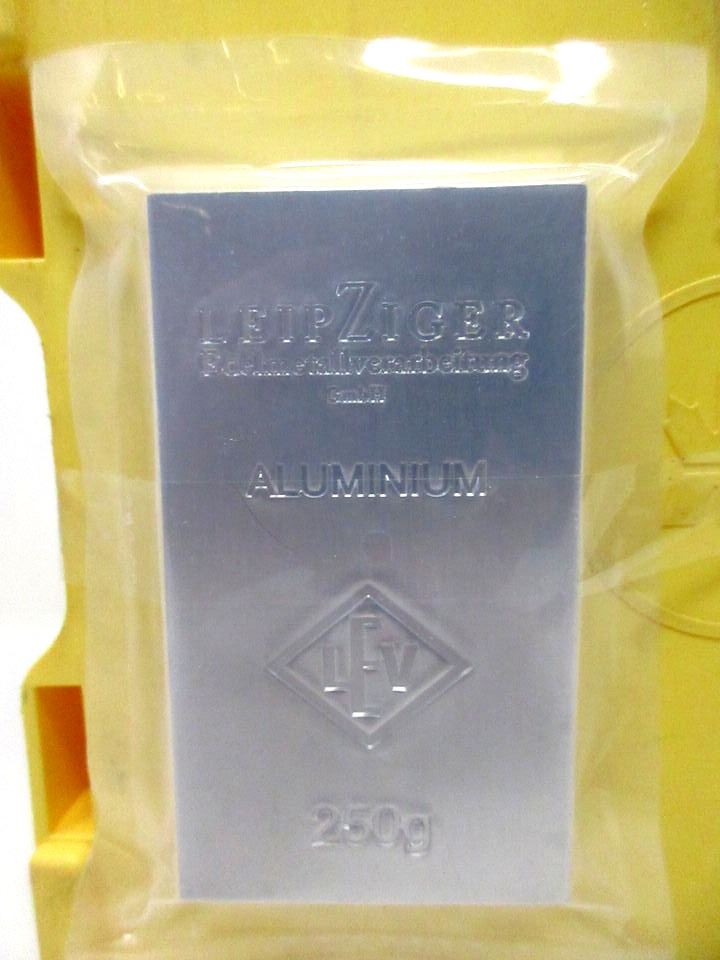 LEIPZIGER
Edelmetallverarbeitung
GmbH
ALUMINIUM
LEV
250g